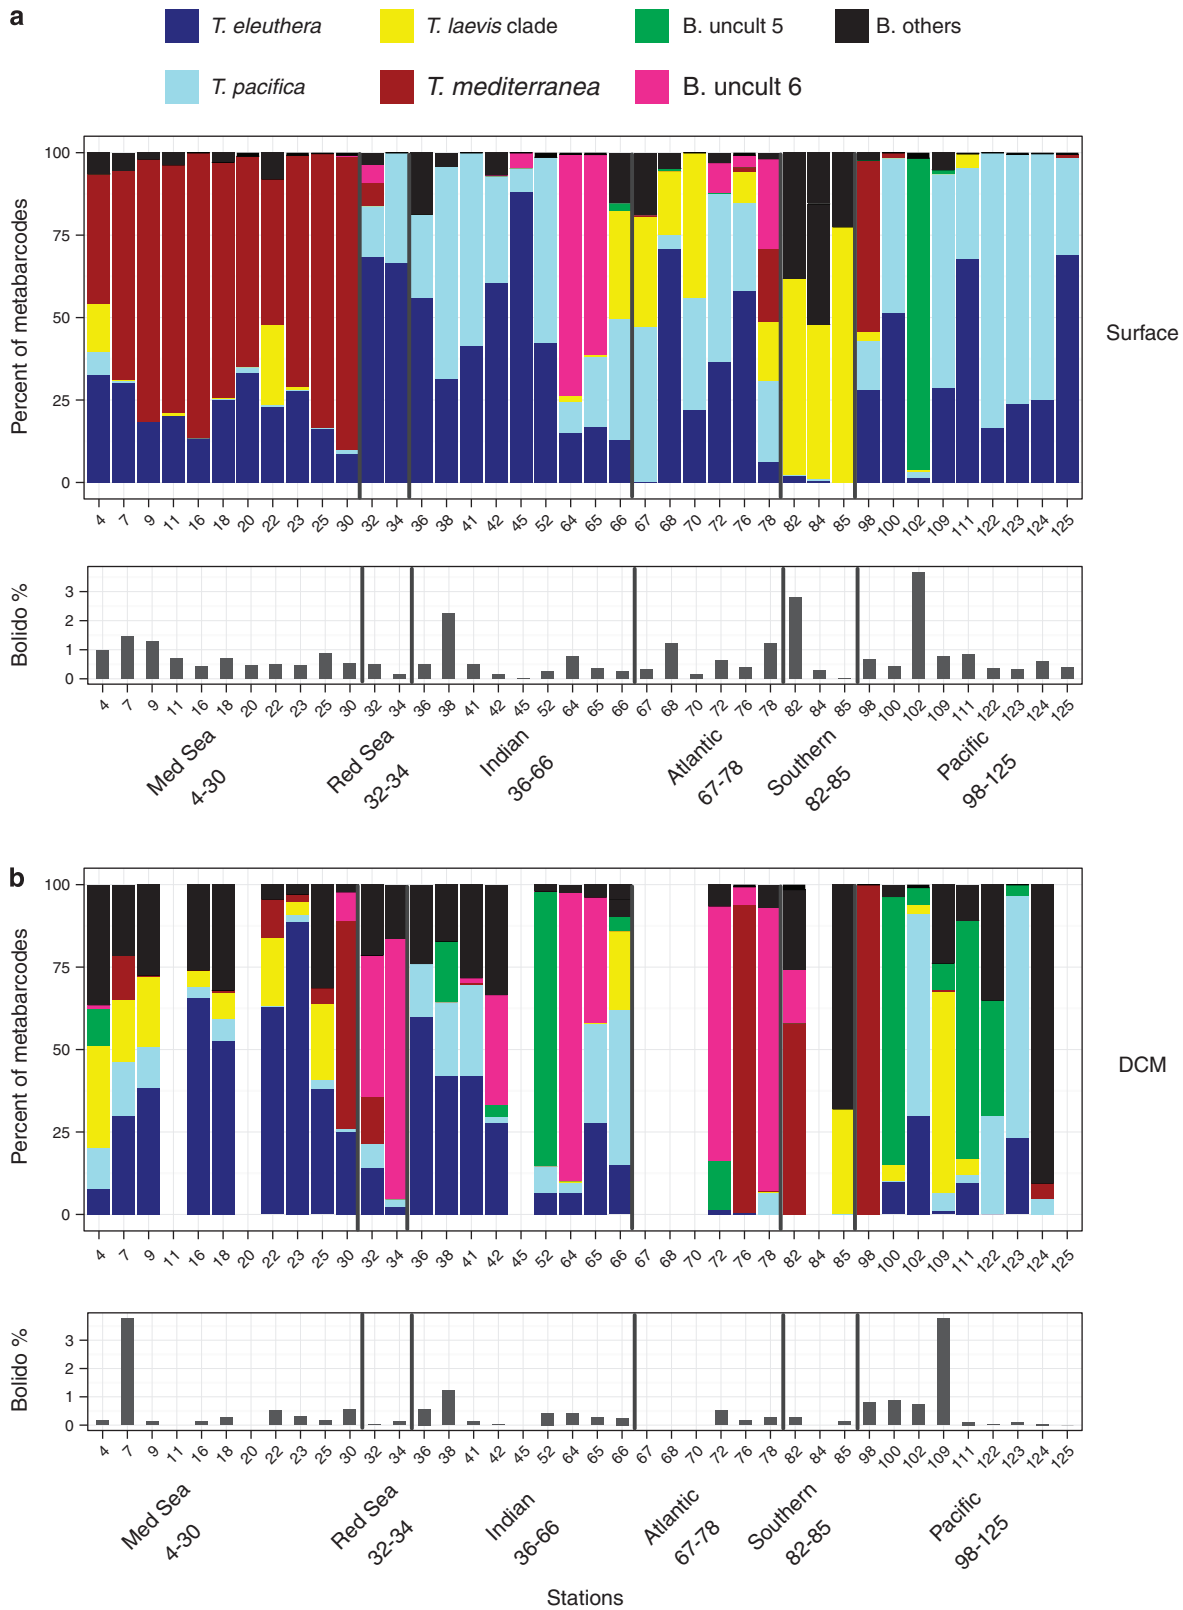 a
T. eleuthera T. laevis clade B. uncult 5 B. others
T. pacifica T. mediterranea B. uncult 6
Percent of metabarcodes
100
75
50
25
0
Surface
4 7 9 11 16 18 20 22 23 25 30 32 34 36 38 41 42 45 52 64 65 66 67 68 70 72 76 78 82 84 85 98 100 102 109 111 122 123 124 125
Bolido %
3
2
1
0
4 7 9 11 16 18 20 22 23 25 30 32 34 36 38 41 42 45 52 64 65 66 67 68 70 72 76 78 82 84 85 98 100 102 109 111 122 123 124 125
Med Sea
4-30
Red Sea
32-34
Indian
36-66
Atlantic
67-78
Southern
82-85
Pacific
98-125
b
Percent of metabarcodes
100
75
50
25
0
DCM
4 7 9 11 16 18 20 22 23 25 30 32 34 36 38 41 42 45 52 64 65 66 67 68 70 72 76 78 82 84 85 98 100 102 109 111 122 123 124 125
Bolido %
3
2
1
0
4 7 9 11 16 18 20 22 23 25 30 32 34 36 38 41 42 45 52 64 65 66 67 68 70 72 76 78 82 84 85 98 100 102 109 111 122 123 124 125
Med Sea
4-30
Red Sea
32-34
Indian
36-66
Atlantic
67-78
Southern
82-85
Pacific
98-125
Stations